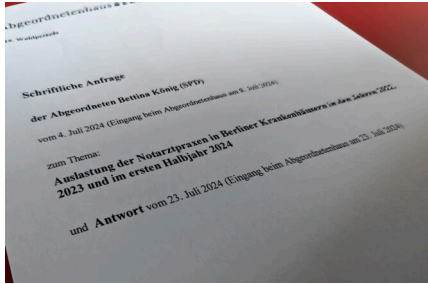 Abgeordnetenhaus
Wahlperiode
Schriftliche Anfrage
der Abgeordneten Bettina König (SPD)
vom 4. Juli 2024 (Eingang beim Abgeordnetenhaus am 8. Juli 2024)
zum Thema:
Auslastung der Notarztpraxen in Berliner Krankenhäusern in den Jahren 2022,
2023 und im ersten Halbjahr 2024
und Antwort vom 23. Juli 2024 (Eingang beim Abgeordnetenhaus am 23. Juli 2024)